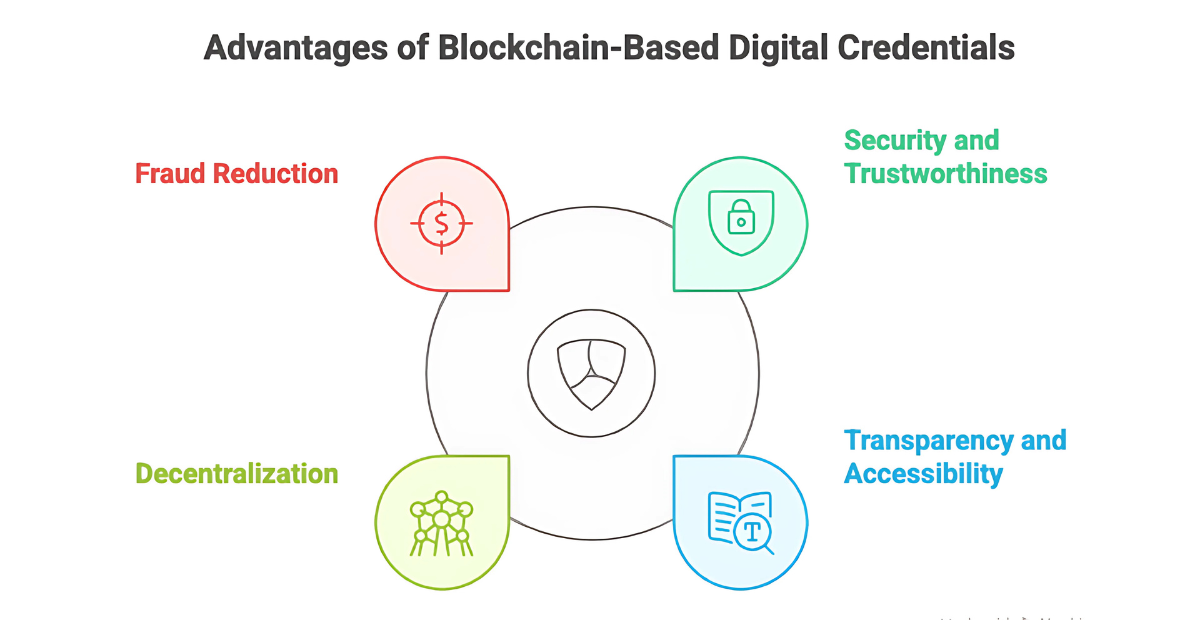 Advantages of Blockchain-Based Digital Credentials
Fraud Reduction
Security and
Trustworthiness
$
Decentralization
Transparency and
Accessibility
T